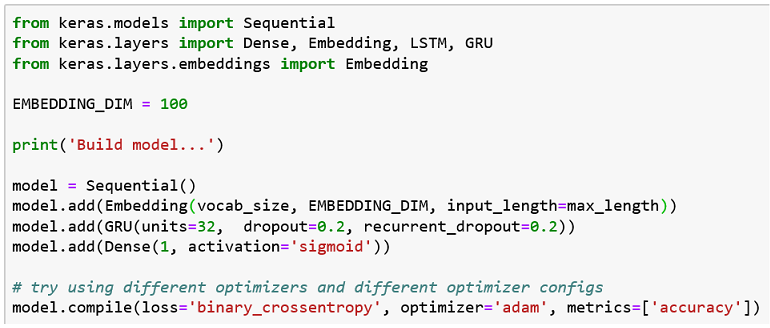 from keras.models import Sequential
from keras.layers import Dense, Embedding, LSTM, GRU
from keras.layers.embeddings import Embedding
EMBEDDING_DIM = 100
print('Build model...')
model = Sequential()
model.add(Embedding(vocab_size, EMBEDDING_DIM, input_length=max_length))
model.add(GRU(units=32,  dropout=0.2, recurrent_dropout=0.2))
model.add(Dense(1, activation='sigmoid'))
# try using different optimizers and different optimizer configs
model.compile(loss='binary_crossentropy', optimizer='adam', metrics=['accuracy'])